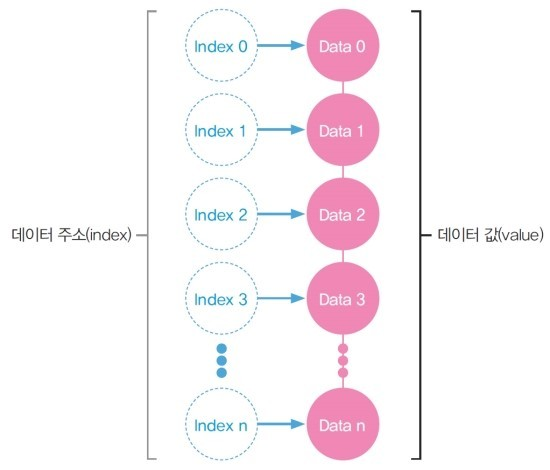 Index 0 Data 0
Index 1 Data 1
Index 2 Data 2
데이터 주소(index)
데이터 값(value)
Index 3 Data 3
Index n Data n